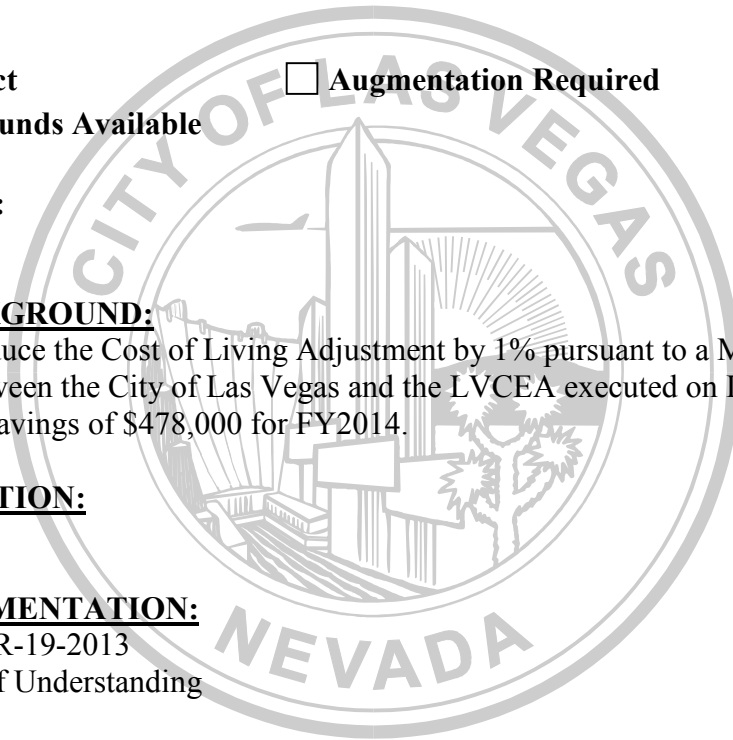 ct ☐ Augmentation Required
unds Available
:
GROUND:
uce the Cost of Living Adjustment by 1% pursuant to a M
ween the City of Las Vegas and the LVCEA executed on
avings of $478,000 for FY2014.
TION:
MENTATION:
R-19-2013
f Understanding
CITY OF LAS VEGAS
NEVADA